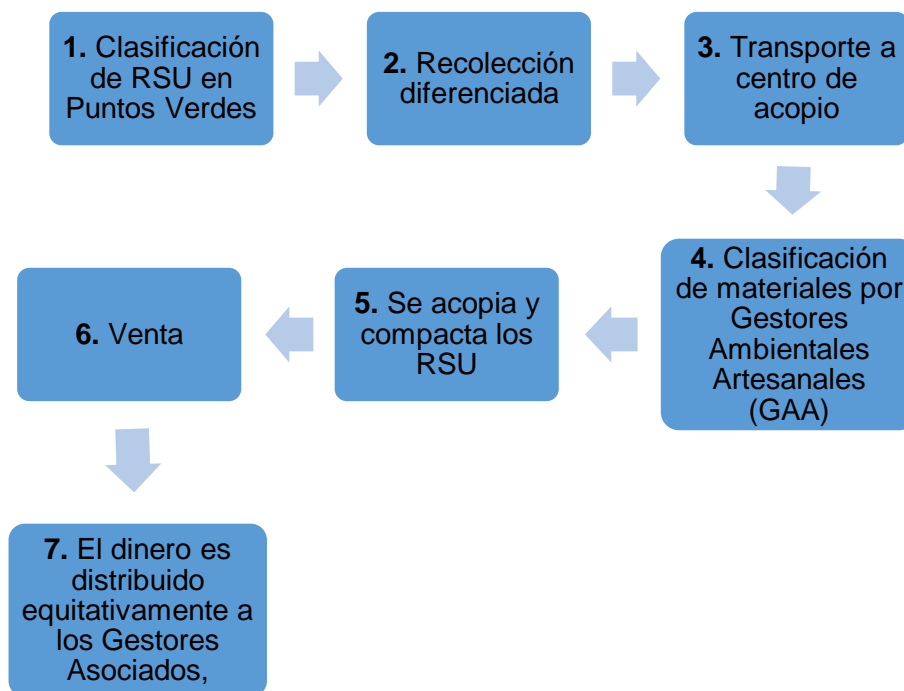 1. Clasificación
de RSU en
Puntos Verdes
2. Recolección
diferenciada
3. Transporte a
centro de
acopio
4. Clasificación
de materiales por
Gestores
Ambientales
Artesanales
(GAA)
5. Se acopia y
compacta los
RSU
6. Venta
7. El dinero es
distribuido
equitativamente a
los Gestores
Asociados,